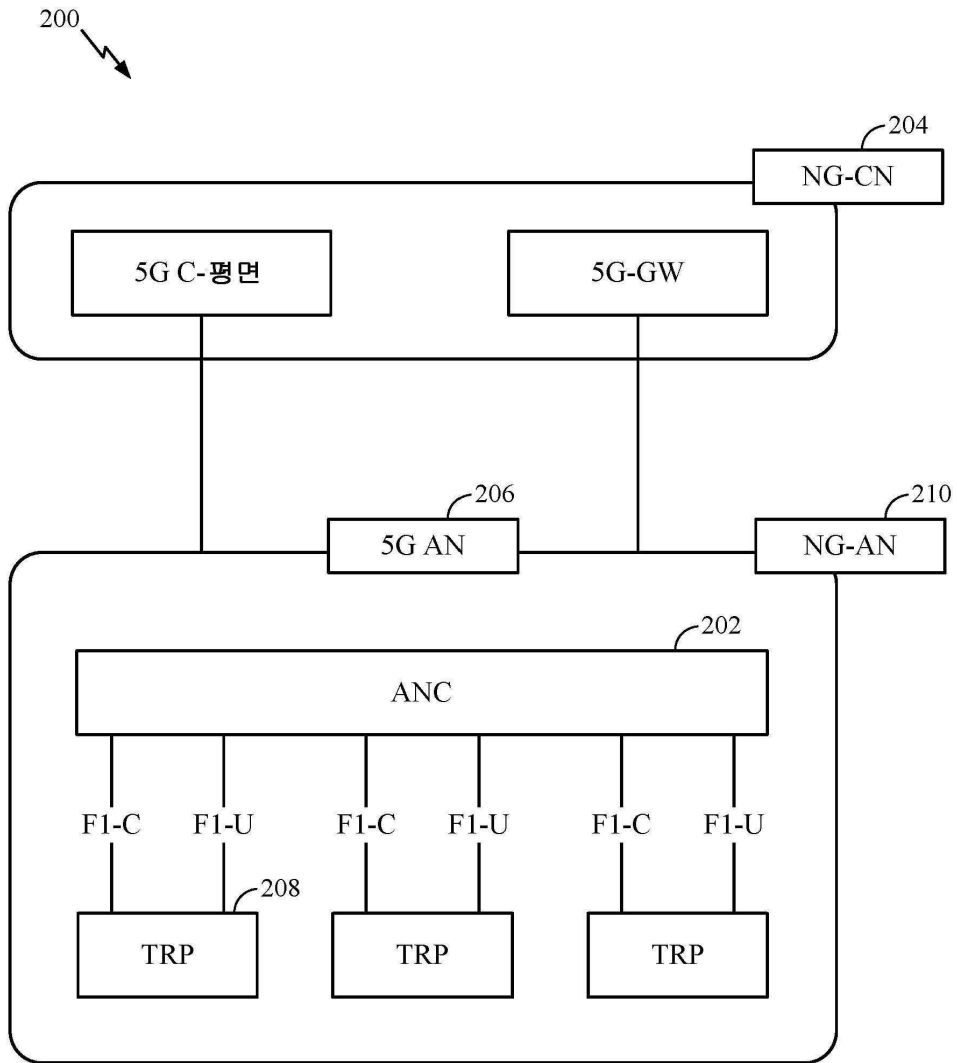 200
204
NG-CN
5G C-평면
5G-GW
206
210
5G AN
NG-AN
202
ANC
F1-C F1-U F1-C F1-U F1-C F1-U
208
TRP TRP TRP